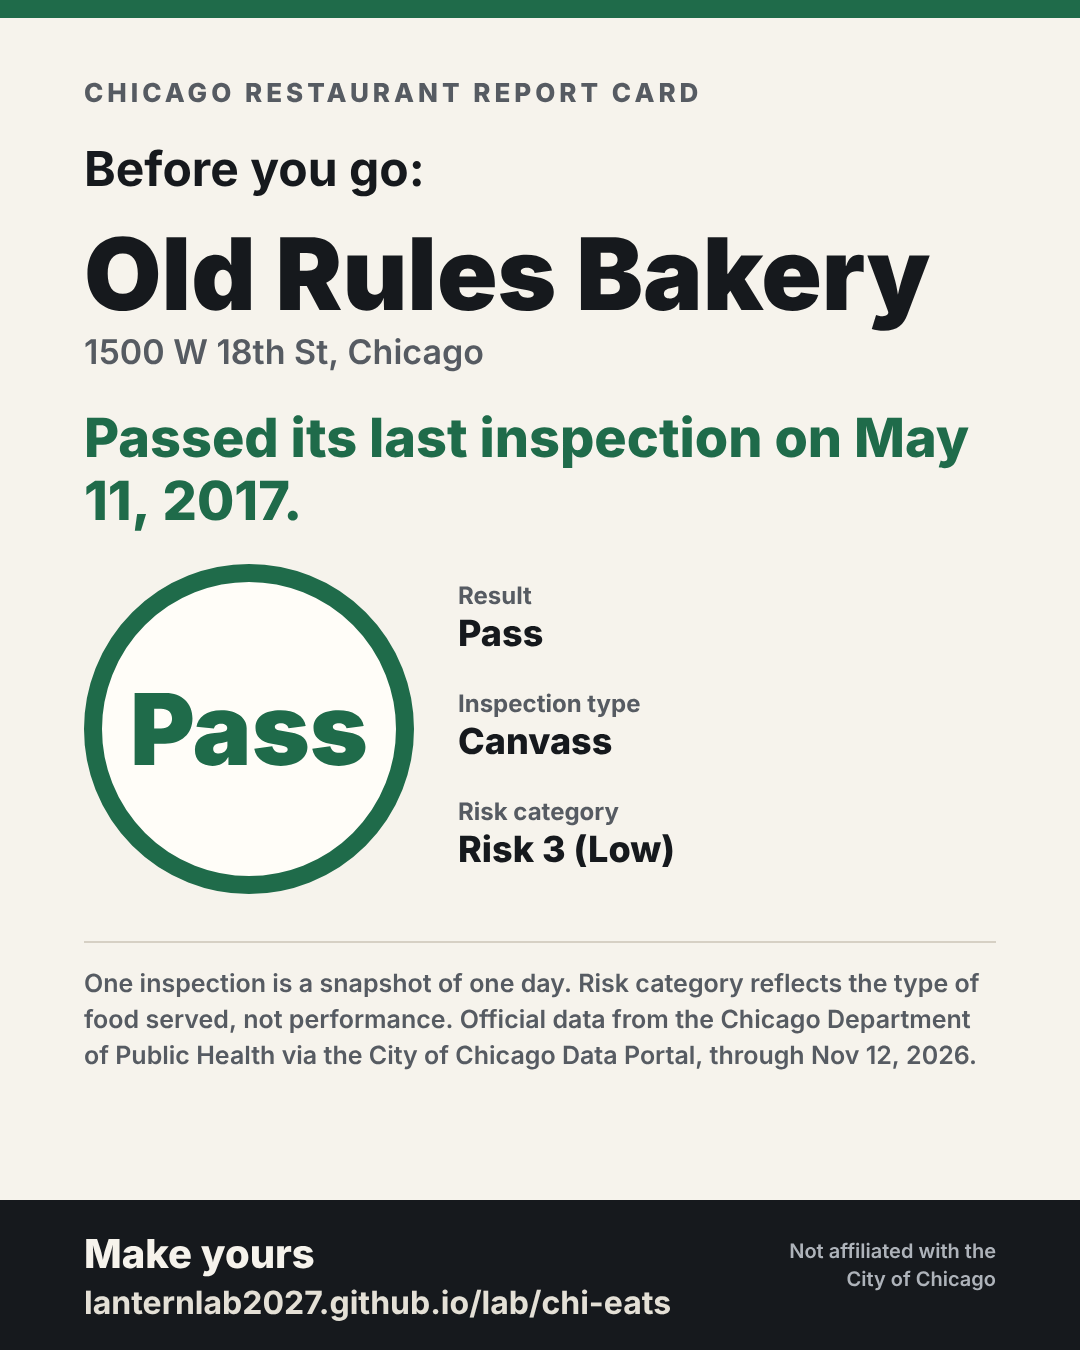 CHICAGO RESTAURANT REPORT CARD
Before you go:
Old Rules Bakery
1500 W 18th St, Chicago
Passed its last inspection on May
11, 2017.
Pass
Result
Pass
Inspection type
Canvass
Risk category
Risk 3 (Low)
One inspection is a snapshot of one day. Risk category reflects the type of
food served, not performance. Official data from the Chicago Department
of Public Health via the City of Chicago Data Portal, through Nov 12, 2026.
Make yours
lanternlab2027.github.io/lab/chi-eats
Not affiliated with the
City of Chicago